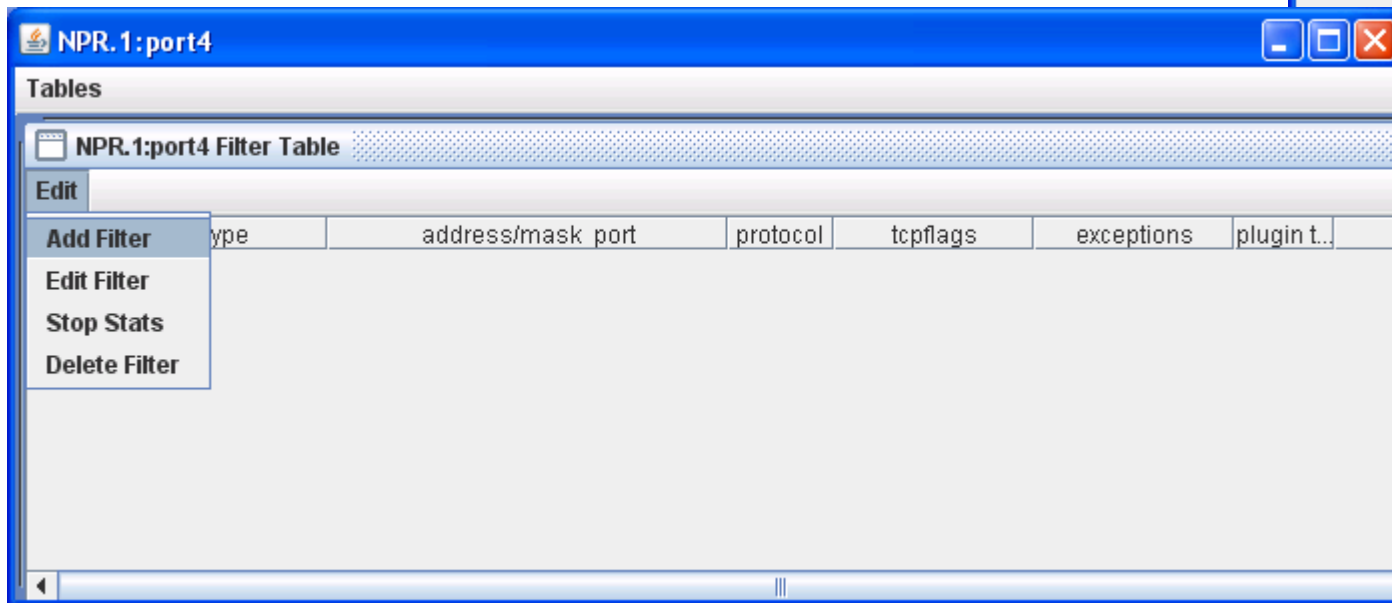 NPR.1:port4
Tables
NPR.1:port4 Filter Table
Edit
Add Filter
ype address/mask port protocol tcpflags exceptions plugin t...
Edit Filter
Stop Stats
Delete Filter